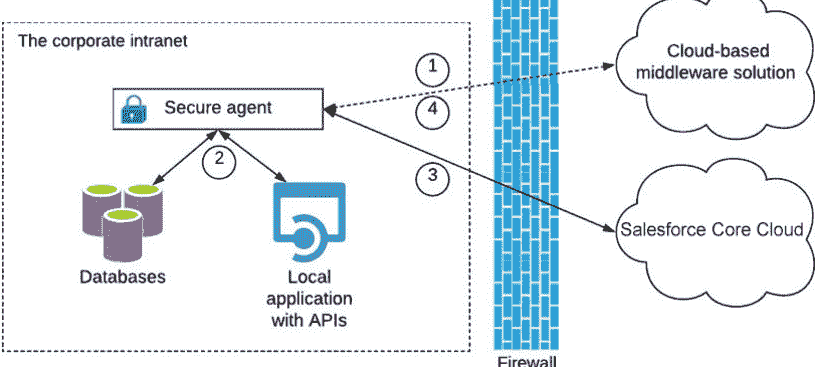 The corporate intranet
Cloud-based
middleware solution
1
Secure agent
4
2
3
Salesforce Core Cloud
Databases
Local
application
with APIs
Firewall